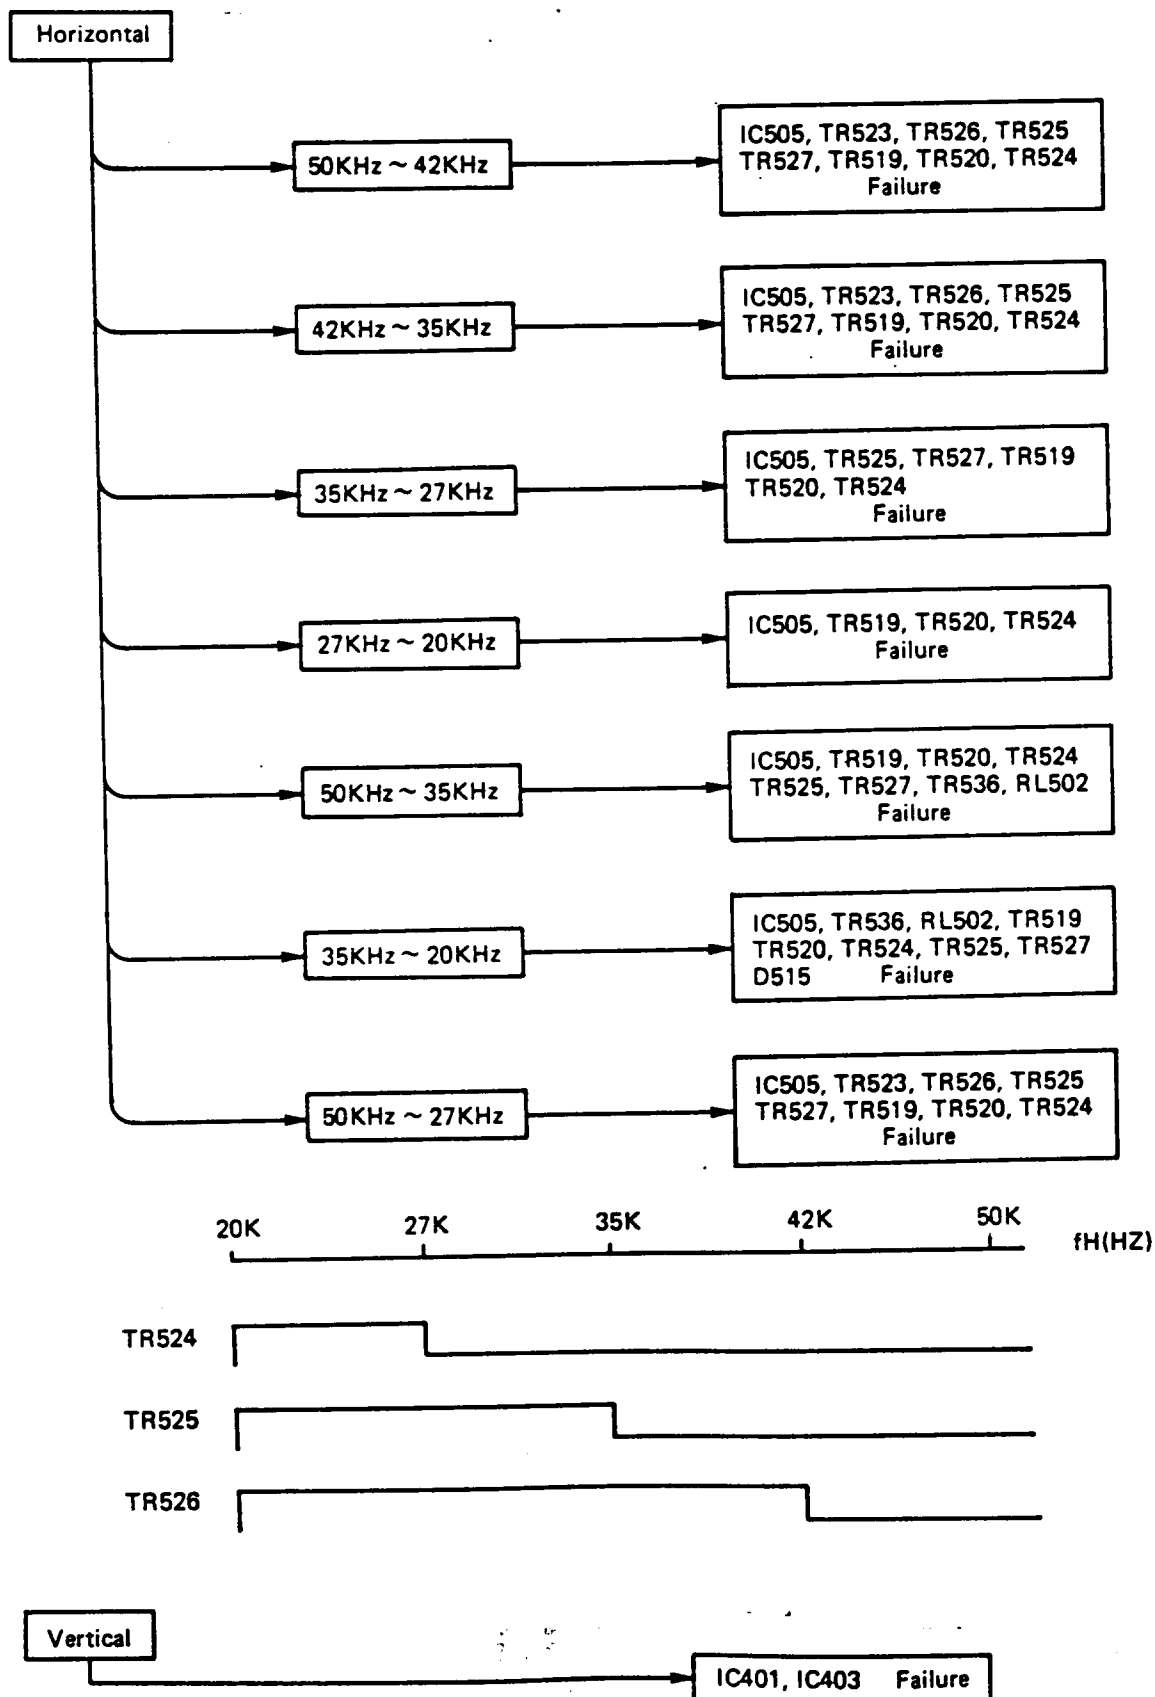 Horizontal
50KHz ~ 42KHz
IC505, TR523, TR526, TR525
TR527, TR519, TR520, TR524
Failure
42KHz ~ 35KHz
IC505, TR523, TR526, TR525
TR527, TR519, TR520, TR524
Failure
35KHz ~ 27KHz
IC505, TR525, TR527, TR519
TR520, TR524
Failure
27KHz ~ 20KHz
IC505, TR519, TR520, TR524
Failure
50KHz ~ 35KHz
IC505, TR519, TR520, TR524
TR525, TR527, TR536, RL502
Failure
35KHz ~ 20KHz
IC505, TR536, RL502, TR519
TR520, TR524, TR525, TR527
D515 Failure
50KHz ~ 27KHz
IC505, TR523, TR526, TR525
TR527, TR519, TR520, TR524
Failure
20K 27K 35K 42K 50K
fH(HZ)
TR524
TR525
TR526
Vertical
IC401, IC403 Failure